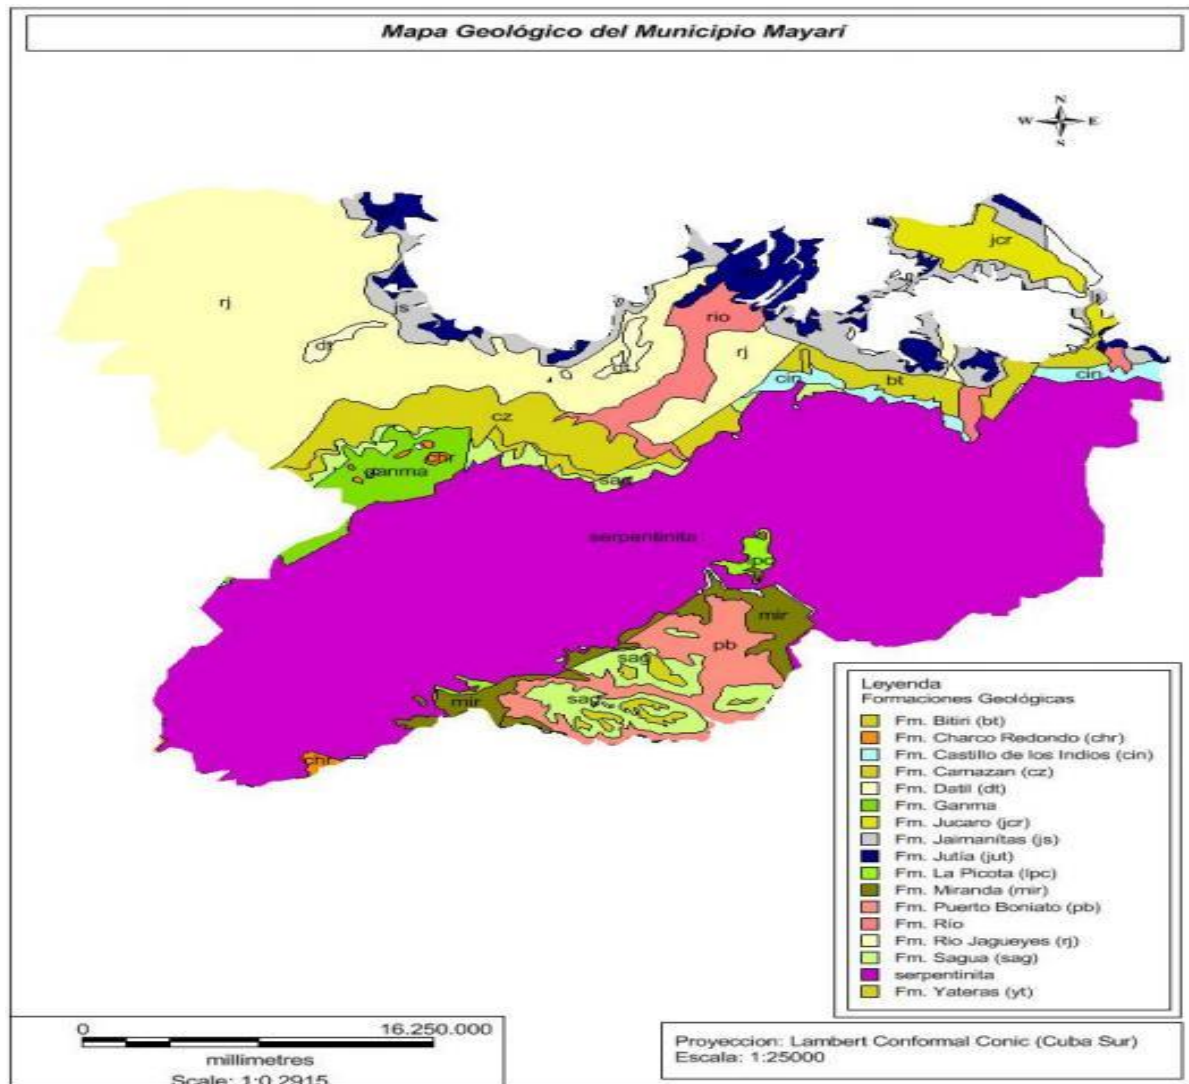 Mapa Geológico del Municipio Mayarí
N
W E
S
jcr
rj
js
rio
dt
rj
dt
cin
bt
cin
cz
chr
ganma
sag
serpentinita
lpc
mir
pb
sag
sag
mir
chr
Leyenda
Formaciones Geológicas
Fm. Bitiri (bt)
Fm. Charco Redondo (chr)
Fm. Castillo de los Indios (cin)
Fm. Camazan (cz)
Fm. Datil (dt)
Fm. Ganma
Fm. Jucaro (jcr)
Fm. Jaimanítas (js)
Fm. Jutía (jut)
Fm. La Picota (lpc)
Fm. Miranda (mir)
Fm. Puerto Boniato (pb)
Fm. Río
Fm. Rio Jagueyes (rj)
Fm. Sagua (sag)
serpentinita
Fm. Yateras (yt)
0 16.250.000
millimetres
Scale: 1:0.2915
Proyeccion: Lambert Conformal Conic (Cuba Sur)
Escala: 1:25000